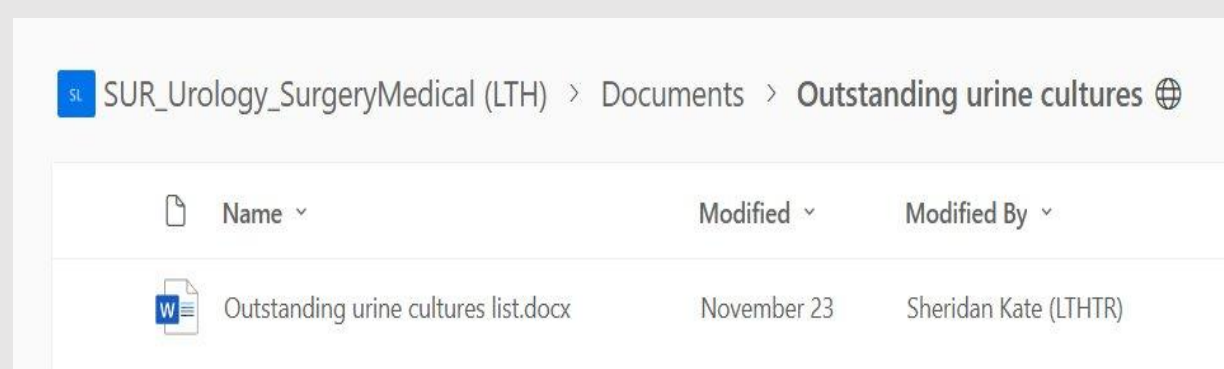 SL SUR_Urology_SurgeryMedical (LTH) > Documents > Outstanding urine cultures
Name Modified Modified By
W Outstanding urine cultures list.docx November 23 Sheridan Kate (LTHTR)